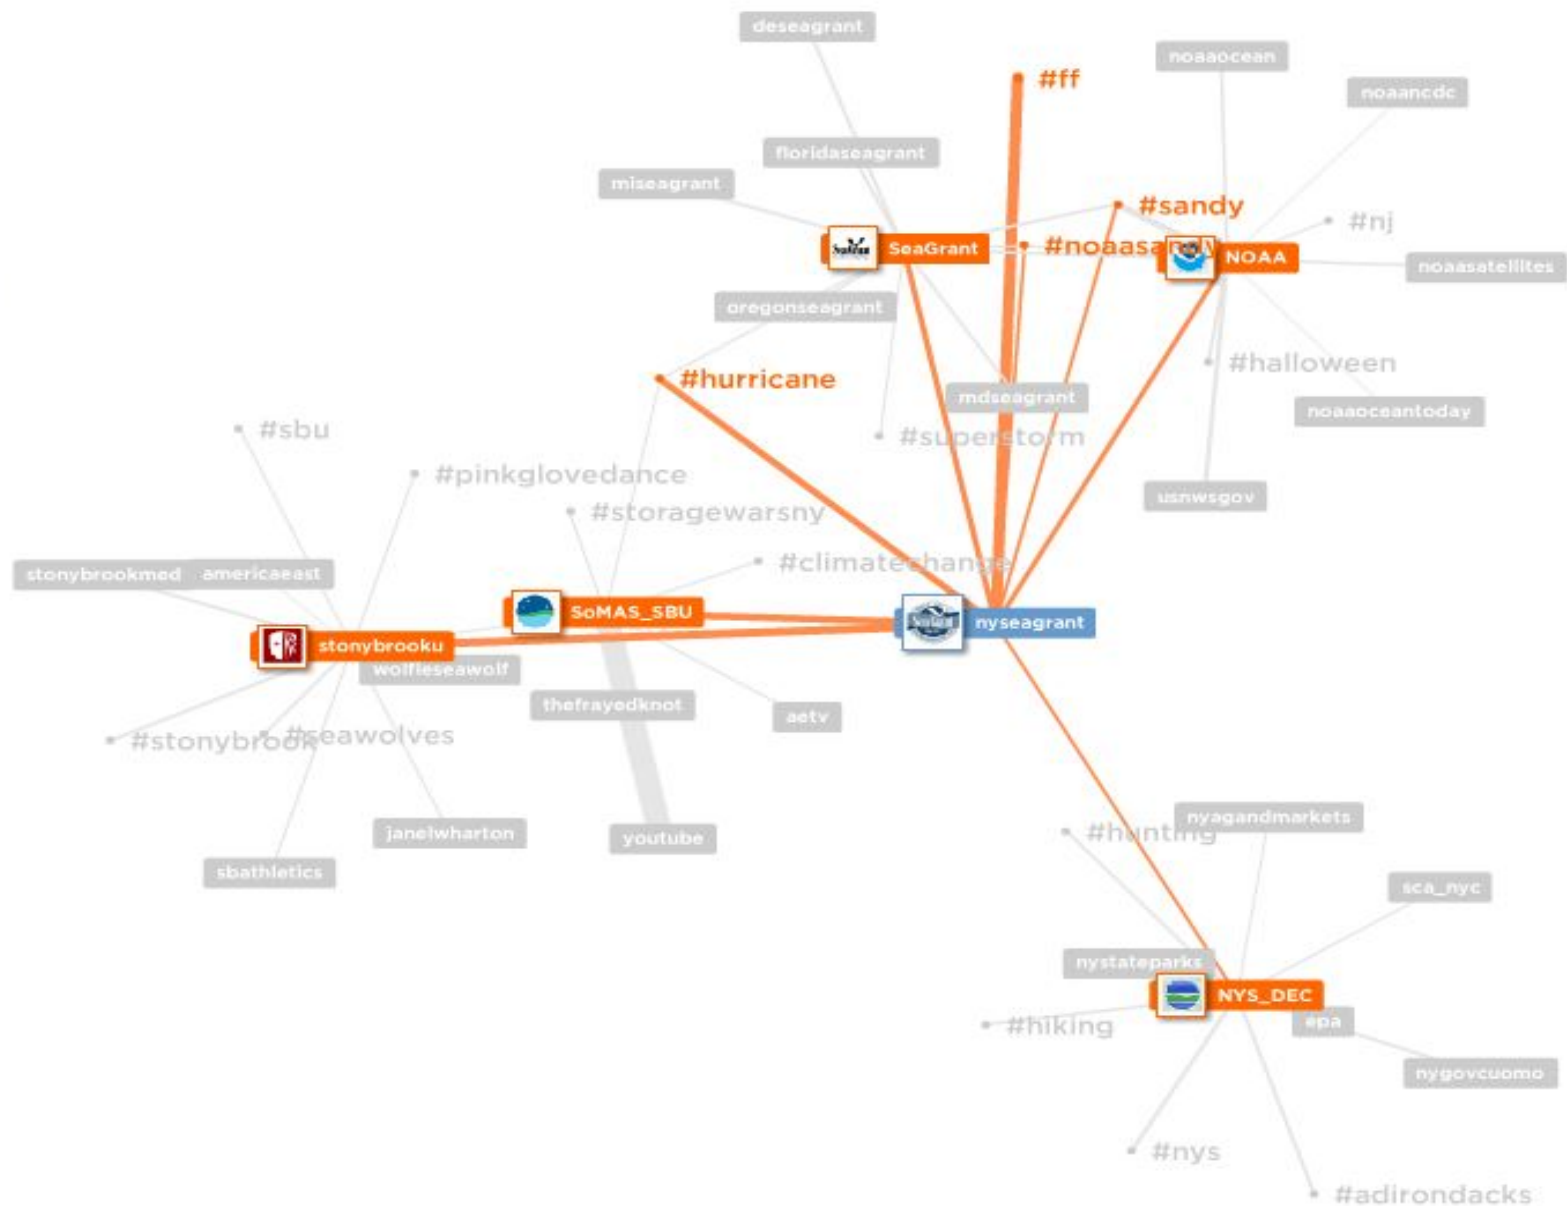 deseagrant
noaaocean
#ff
noaancdc
floridaseagrant
miseagrant
#sandy
#nj
#noaasandy
SeaGrant
NOAA
noaasatellites
oregonseagrant
#halloween
#hurricane
mdseagrant
noaaoceantoday
#sbu
#superstorm
#pinkglovedance
usnwsgov
#storagewarsny
#climatechange
stonybrookmed
americaeast
SoMAS_SBU
nyseagrant
stonybrooku
wolfieseawolf
thefrayedknot
aetv
#stonybrook
#seawolves
nyagandmarkets
#hunting
janelwharton
youtube
sbathletics
sca_nyc
nystateparks
NYS_DEC
epa
#hiking
nygovcuomo
#nys
#adirondacks